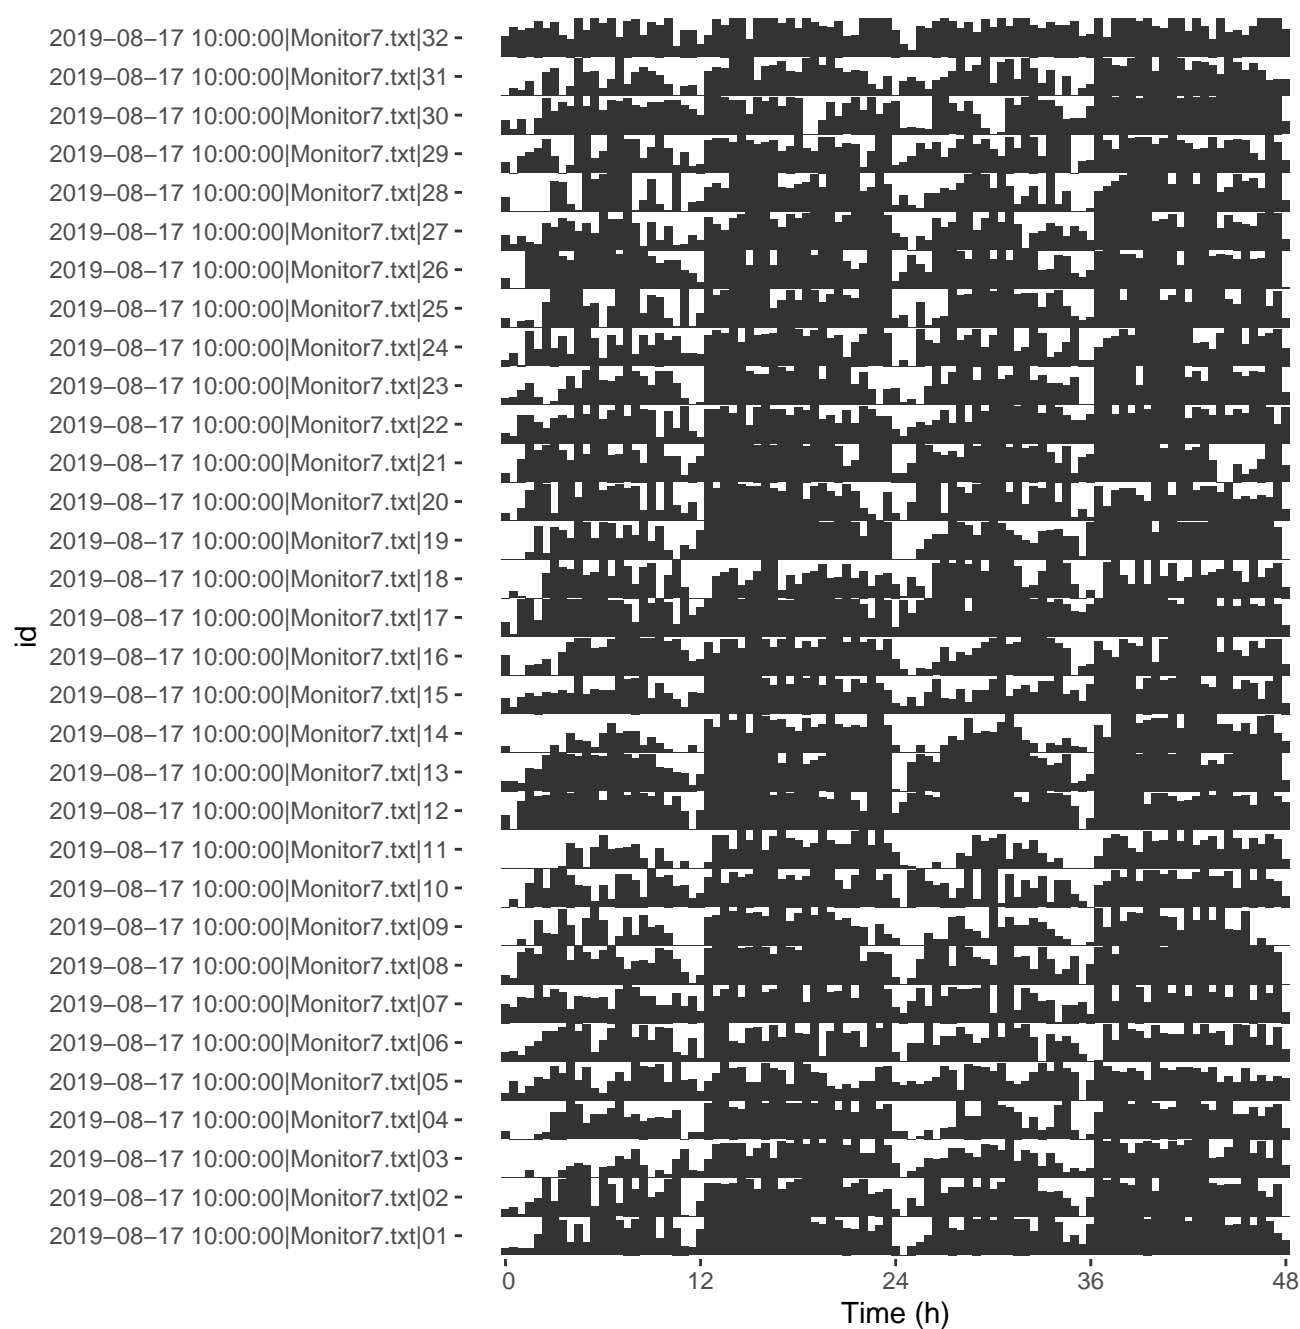 2019−08−17 10:00:00|Monitor7.txt|32
2019−08−17 10:00:00|Monitor7.txt|31
2019−08−17 10:00:00|Monitor7.txt|30
2019−08−17 10:00:00|Monitor7.txt|29
2019−08−17 10:00:00|Monitor7.txt|28
2019−08−17 10:00:00|Monitor7.txt|27
2019−08−17 10:00:00|Monitor7.txt|26
2019−08−17 10:00:00|Monitor7.txt|25
2019−08−17 10:00:00|Monitor7.txt|24
2019−08−17 10:00:00|Monitor7.txt|23
2019−08−17 10:00:00|Monitor7.txt|22
2019−08−17 10:00:00|Monitor7.txt|21
2019−08−17 10:00:00|Monitor7.txt|20
2019−08−17 10:00:00|Monitor7.txt|19
2019−08−17 10:00:00|Monitor7.txt|18
2019−08−17 10:00:00|Monitor7.txt|17
2019−08−17 10:00:00|Monitor7.txt|16
2019−08−17 10:00:00|Monitor7.txt|15
2019−08−17 10:00:00|Monitor7.txt|14
2019−08−17 10:00:00|Monitor7.txt|13
2019−08−17 10:00:00|Monitor7.txt|12
2019−08−17 10:00:00|Monitor7.txt|11
2019−08−17 10:00:00|Monitor7.txt|10
2019−08−17 10:00:00|Monitor7.txt|09
2019−08−17 10:00:00|Monitor7.txt|08
2019−08−17 10:00:00|Monitor7.txt|07
2019−08−17 10:00:00|Monitor7.txt|06
2019−08−17 10:00:00|Monitor7.txt|05
2019−08−17 10:00:00|Monitor7.txt|04
2019−08−17 10:00:00|Monitor7.txt|03
2019−08−17 10:00:00|Monitor7.txt|02
2019−08−17 10:00:00|Monitor7.txt|01
id
0 12 24 36 48
Time (h)